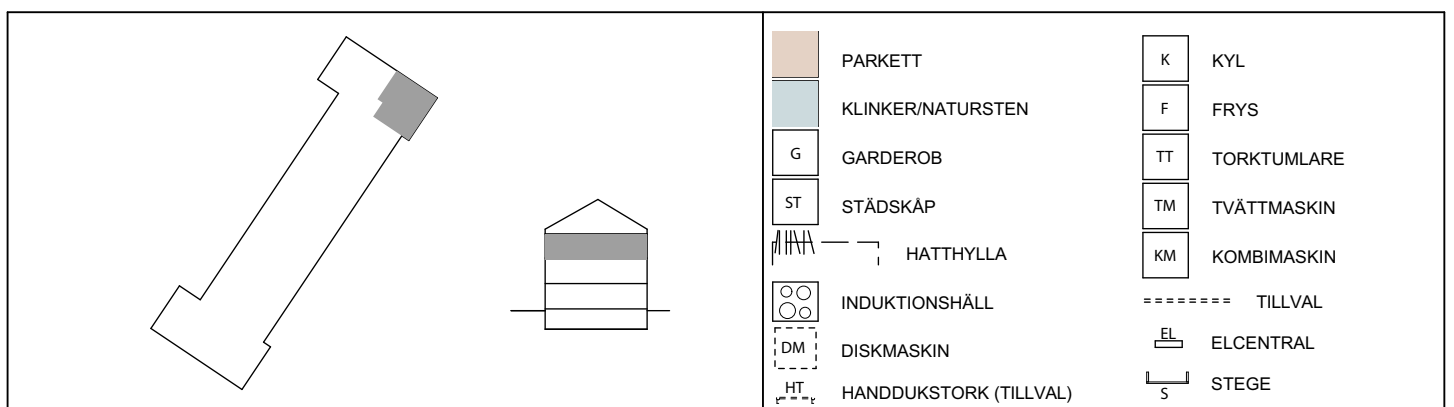 PARKETT
KLINKER/NATURSTEN
G GARDEROB
ST STÄDSKÅP
HATTHYLLA
INDUKTIONSHÄLL
DM DISKMASKIN
HT HANDDUKSTORK (TILLVAL)
K KYL
F FRYS
TT TORKTUMLARE
TM TVÄTTMASKIN
KM KOMBIMASKIN
TILLVAL
EL ELCENTRAL
S STEGE